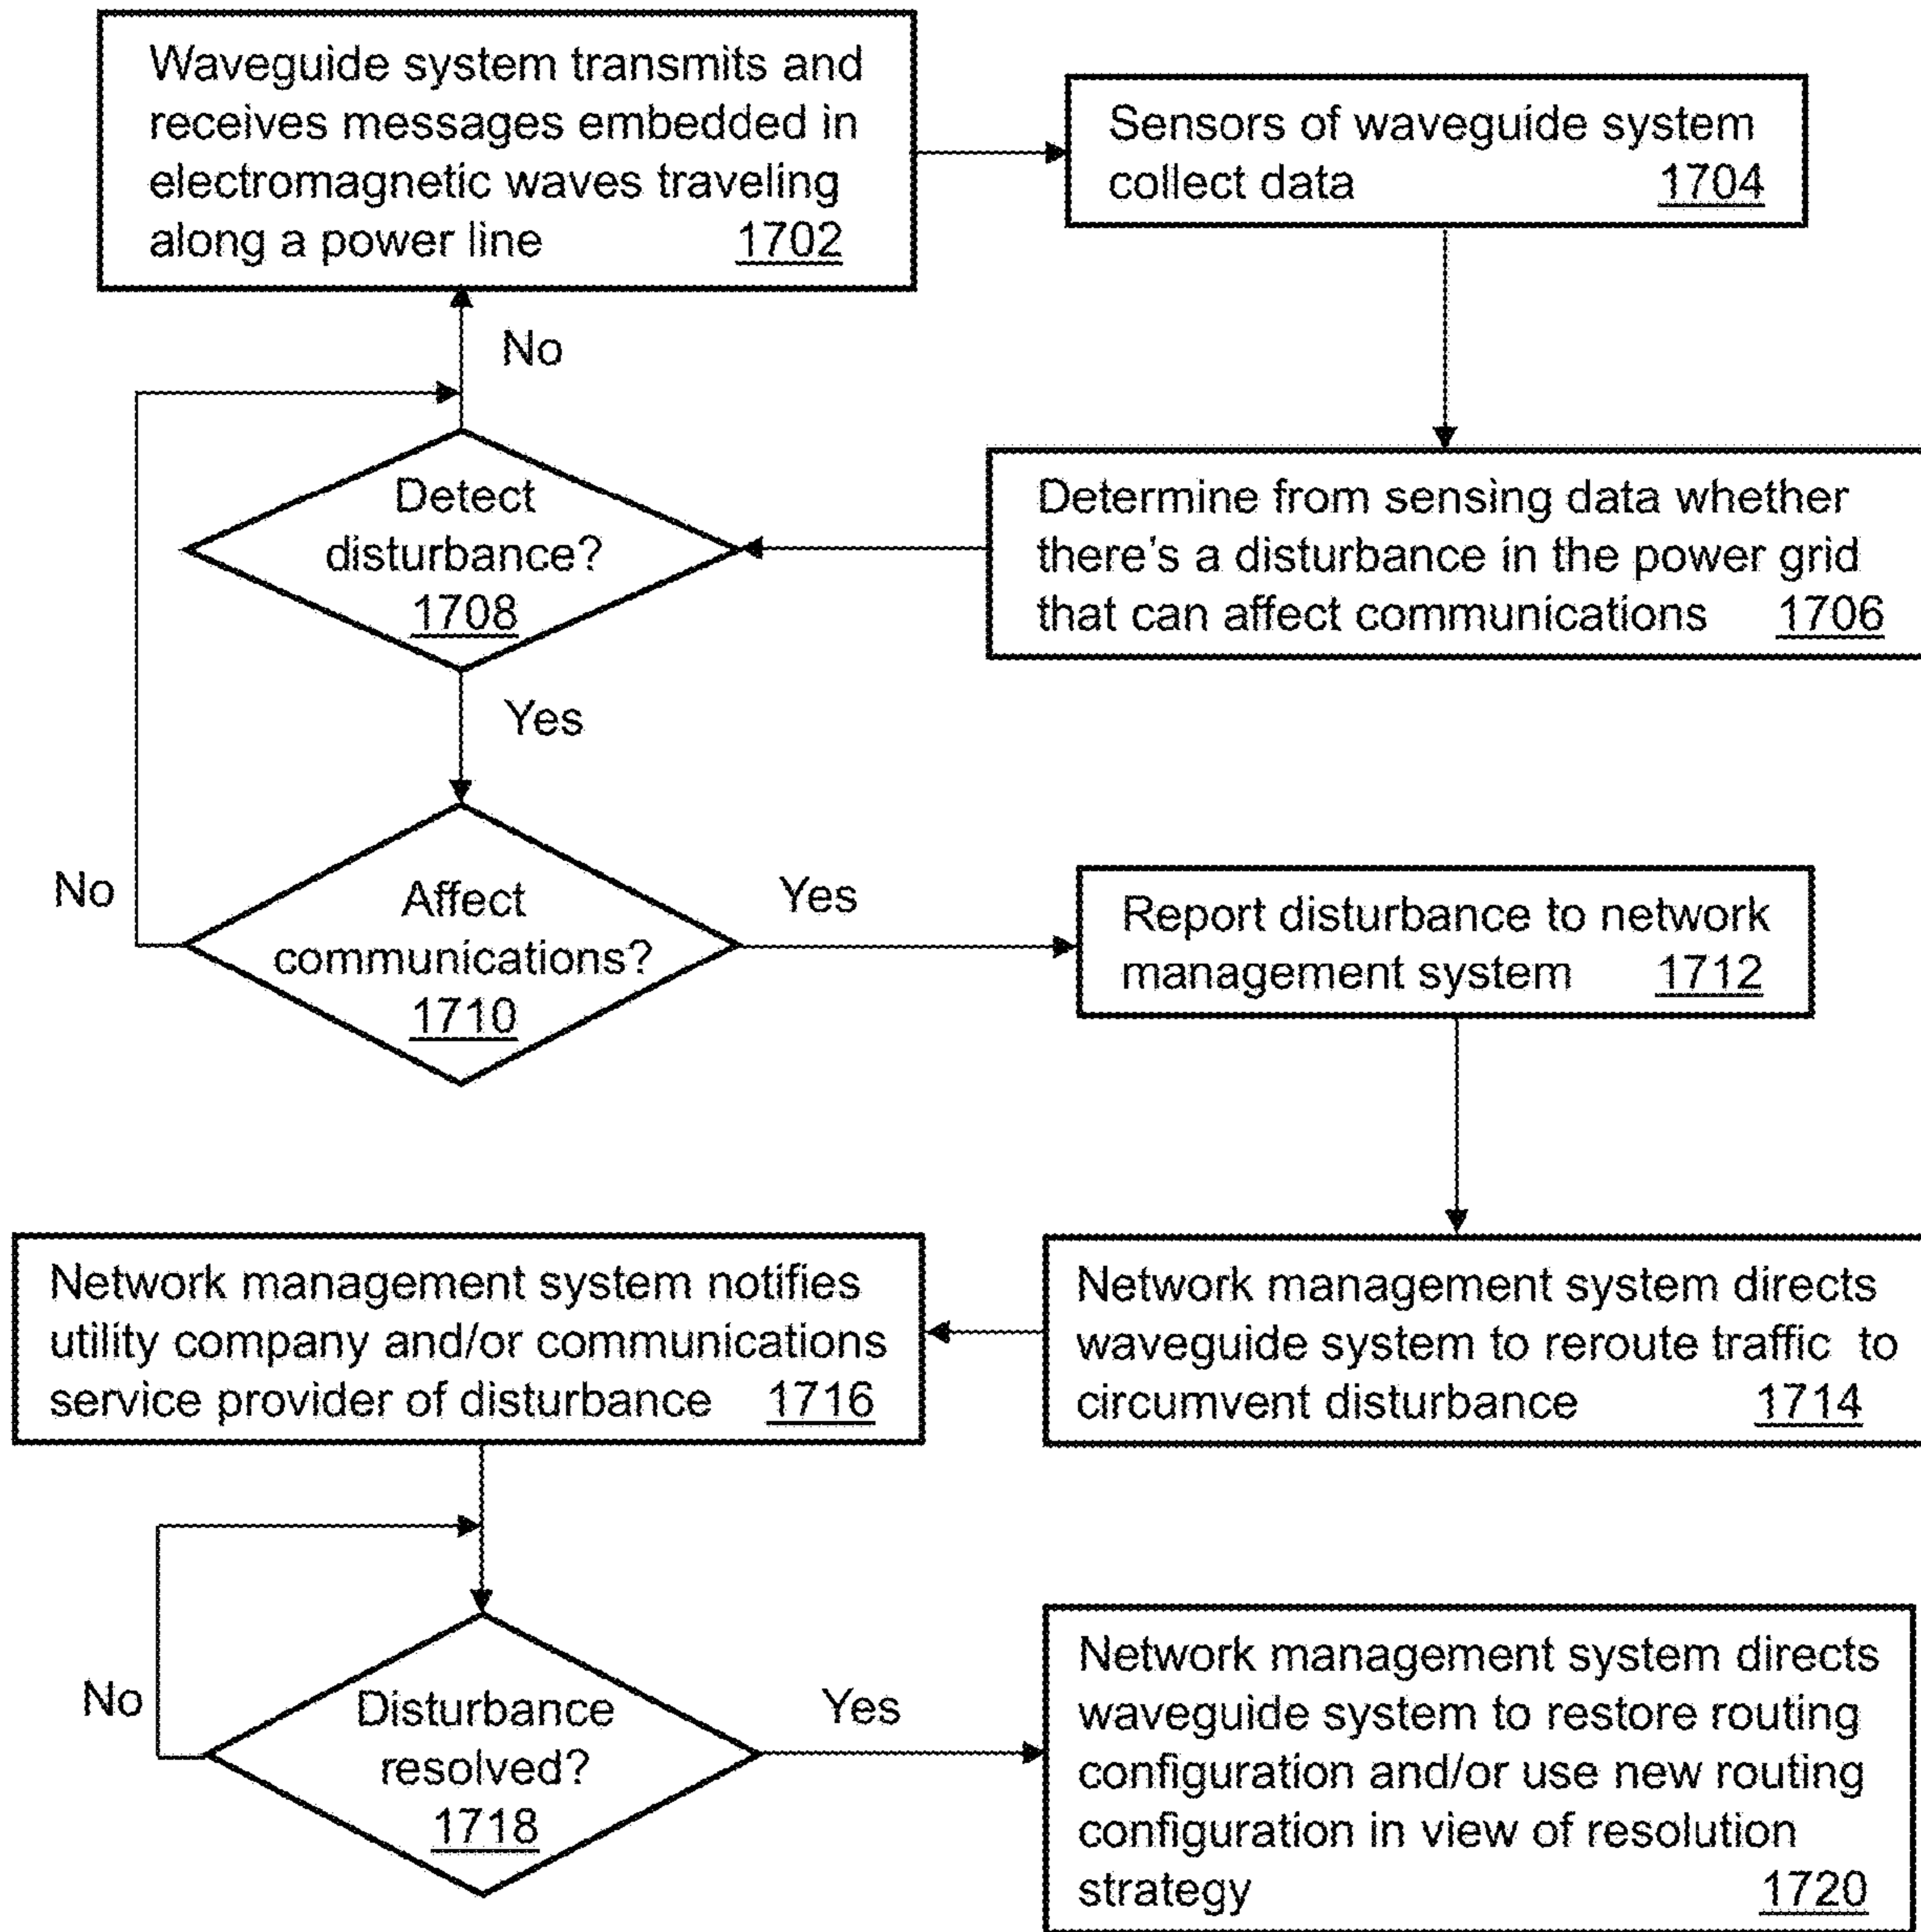 Waveguide system transmits and
receives messages embedded in
electromagnetic waves traveling
along a power line 1702
Sensors of waveguide system
collect data 1704
No
Detect
disturbance?
1708
Determine from sensing data whether
there's a disturbance in the power grid
that can affect communications 1706
Yes
No
Affect
communications?
1710
Yes
Report disturbance to network
management system 1712
Network management system notifies
utility company and/or communications
service provider of disturbance 1716
Network management system directs
waveguide system to reroute traffic to
circumvent disturbance 1714
No
Disturbance
resolved?
1718
Yes
Network management system directs
waveguide system to restore routing
configuration and/or use new routing
configuration in view of resolution
strategy 1720